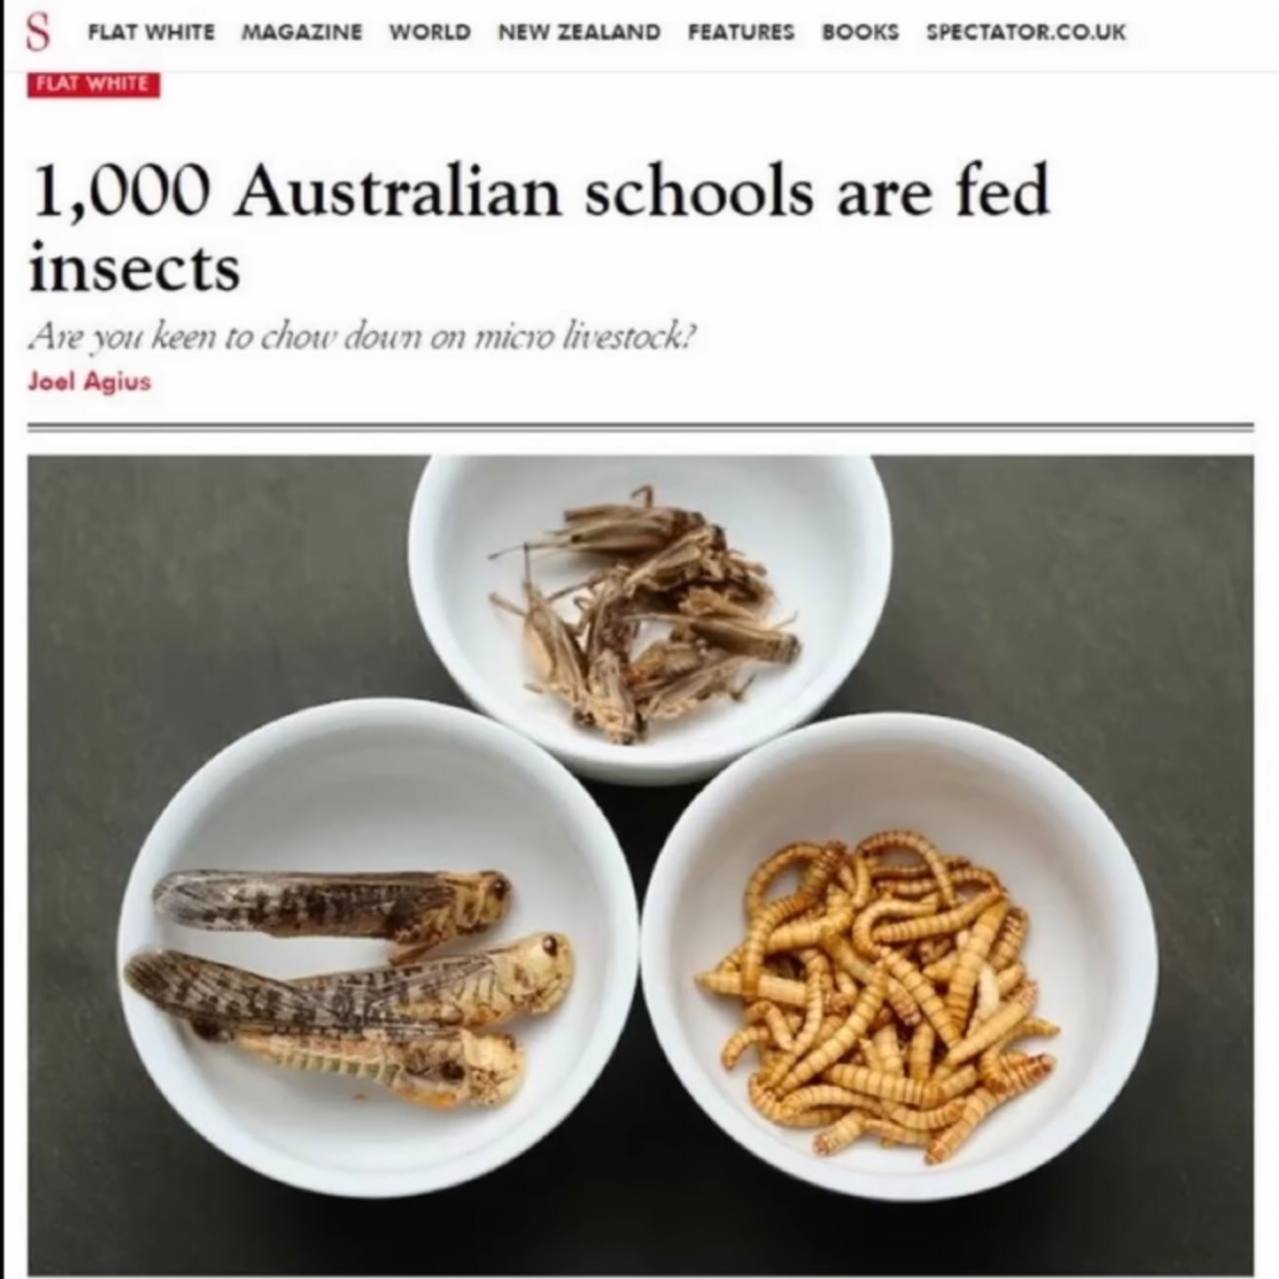 S FLAT WHITE MAGAZINE WORLD NEW ZEALAND FEATURES BOOKS SPECTATOR.CO.UK
FLAT WHITE
1,000 Australian schools are fed
insects
Are you keen to chow down on micro livestock?
Joel Agius